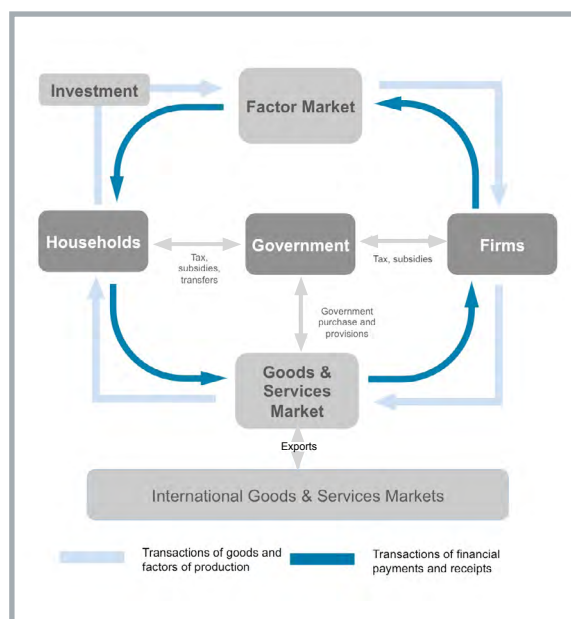 Investment
Factor Market
Households
Government
Firms
Tax,
subsidies,
transfers
Tax, subsidies
Government
purchase and
provisions
Goods &
Services
Market
Exports
International Goods & Services Markets
Transactions of goods and
factors of production
Transactions of financial
payments and receipts